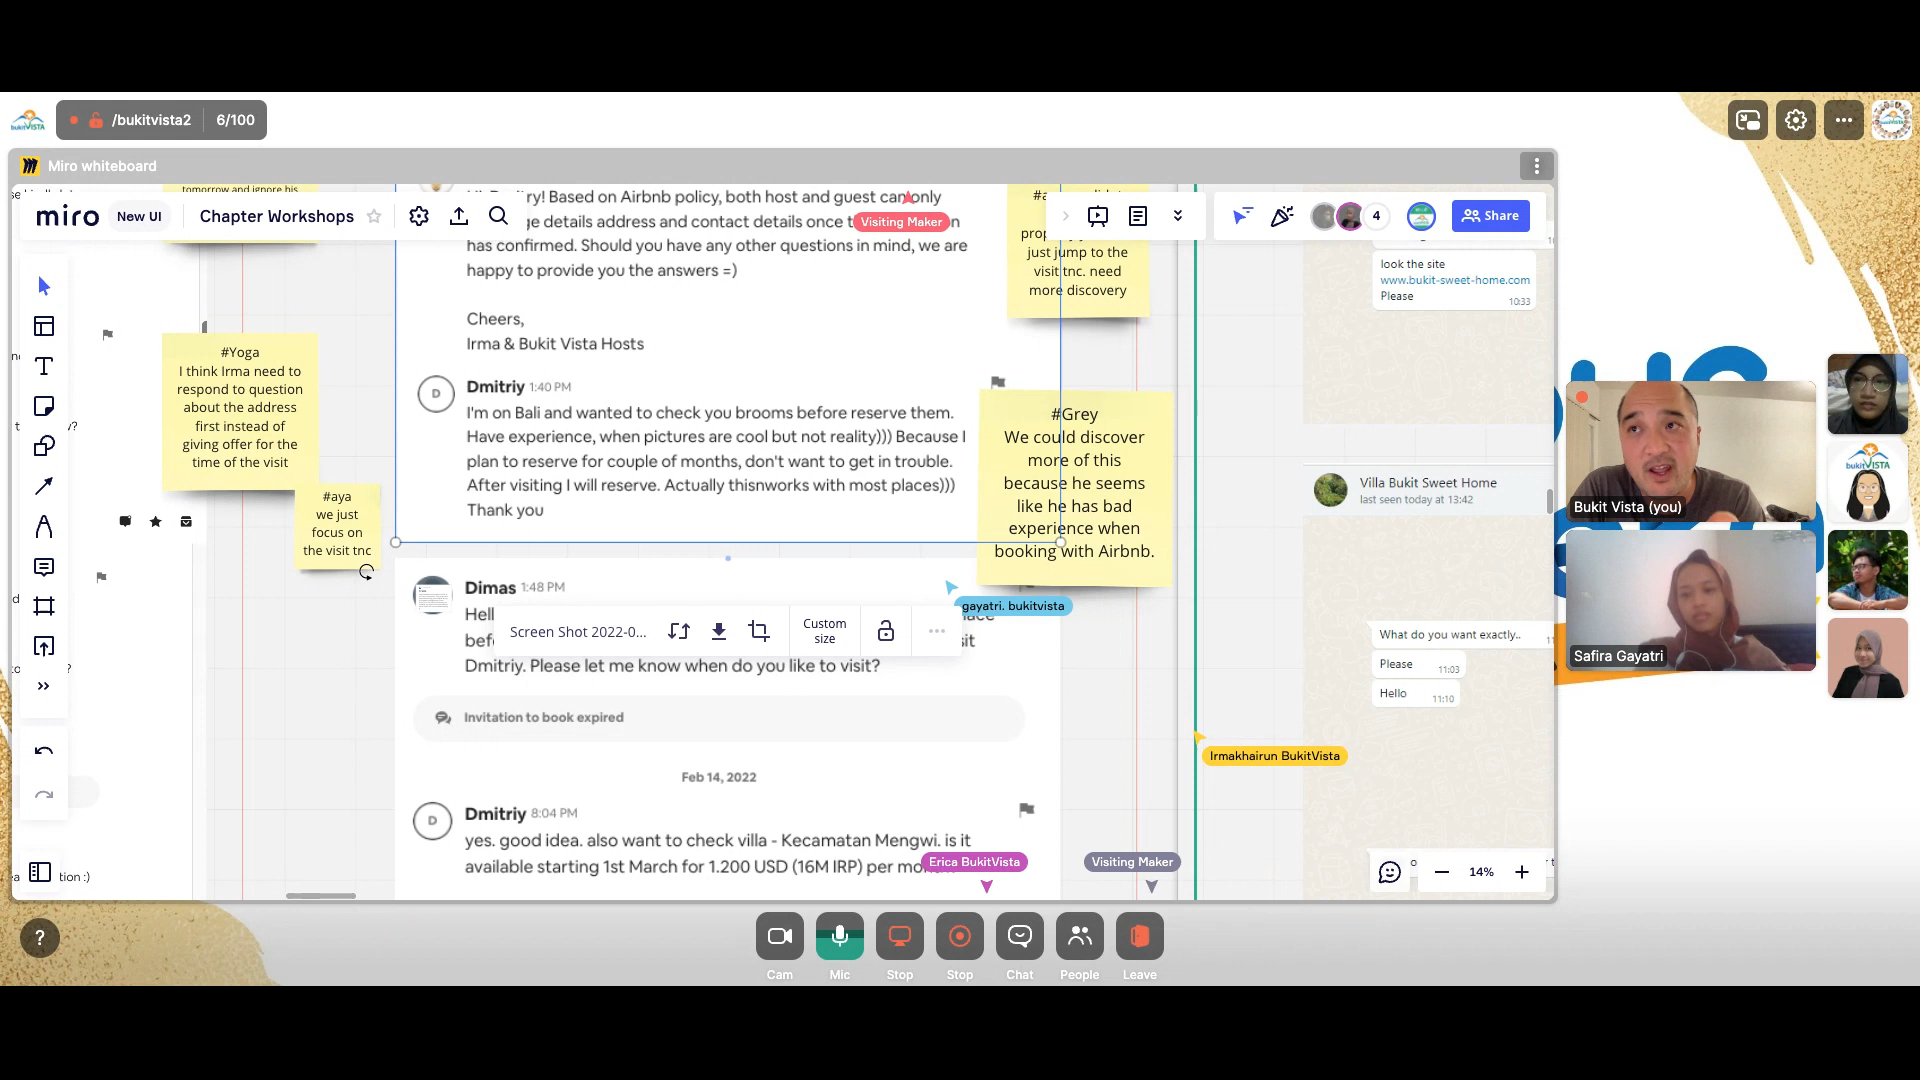 bukitVISTA
/bukitvista2
6/100
Miro whiteboard
miro
New UI
Chapter Workshops
4
Share
tomorrow and ignore his
Based on Airbnb policy, both host and guest can only
details address and contact details once
Visiting Maker
has confirmed. Should you have any other questions in mind, we are
happy to provide you the answers =)
Cheers,
Irma & Bukit Vista Hosts
just jump to the
visit tnc. need
more discovery
#Yoga
I think Irma need to
respond to question
about the address
first instead of
giving offer for the
time of the visit
#aya
we just
focus on
the visit tnc
D
Dmitriy 1:40 PM
I'm on Bali and wanted to check you brooms before reserve them.
Have experience, when pictures are cool but not reality))) Because I
plan to reserve for couple of months, don't want to get in trouble.
After visiting I will reserve. Actually thisnworks with most places)))
Thank you
#Grey
We could discover
more of this
because he seems
like he has bad
experience when
booking with Airbnb.
Dimas 1:48 PM
gayatri. bukitvista
Screen Shot 2022-0...
Custom
size
Dmitriy. Please let me know when do you like to visit?
Invitation to book expired
Feb 14, 2022
D
Dmitriy 8:04 PM
yes. good idea. also want to check villa - Kecamatan Mengwi. is it
available starting 1st March for 1.200 USD (16M IRP) per
Erica BukitVista
Visiting Maker
Irmakhairun BukitVista
look the site
www.bukit-sweet-home.com
Please
10:33
Villa Bukit Sweet Home
last seen today at 13:42
What do you want exactly..
Please
11:03
Hello
11:10
14%
Bukit Vista (you)
Safira Gayatri
bukitVISTA
?
Cam
Mic
Stop
Stop
Chat
People
Leave